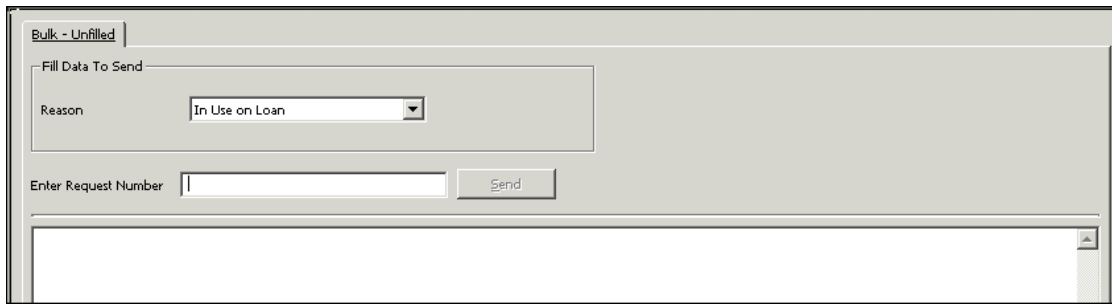 Bulk - Unfilled
Fill Data To Send
Reason In Use on Loan
Enter Request Number Send